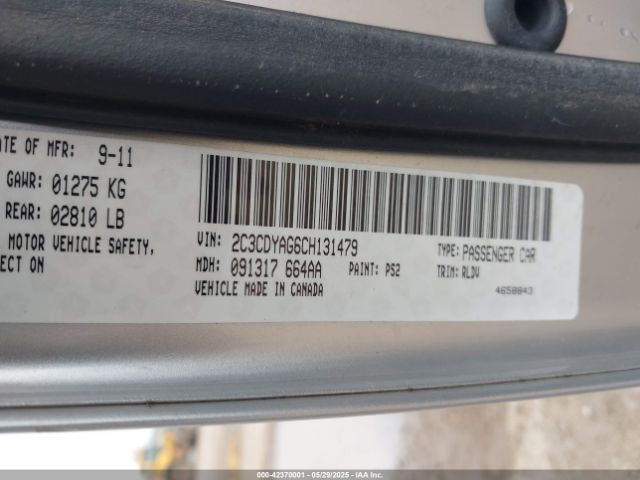 ATE OF MFR: 9-11
GAWR: 01275 KG
REAR: 02810 LB
MOTOR VEHICLE SAFETY,
ECT ON
VIN: 2C3CDYAG6CH131479
MDH: 091317 664AA PAINT: PS2
VEHICLE MADE IN CANADA
TYPE: PASSENGER CAR
TRIM: RLDV
4658843
000-42370001 - 05/29/2025 - IAA Inc.